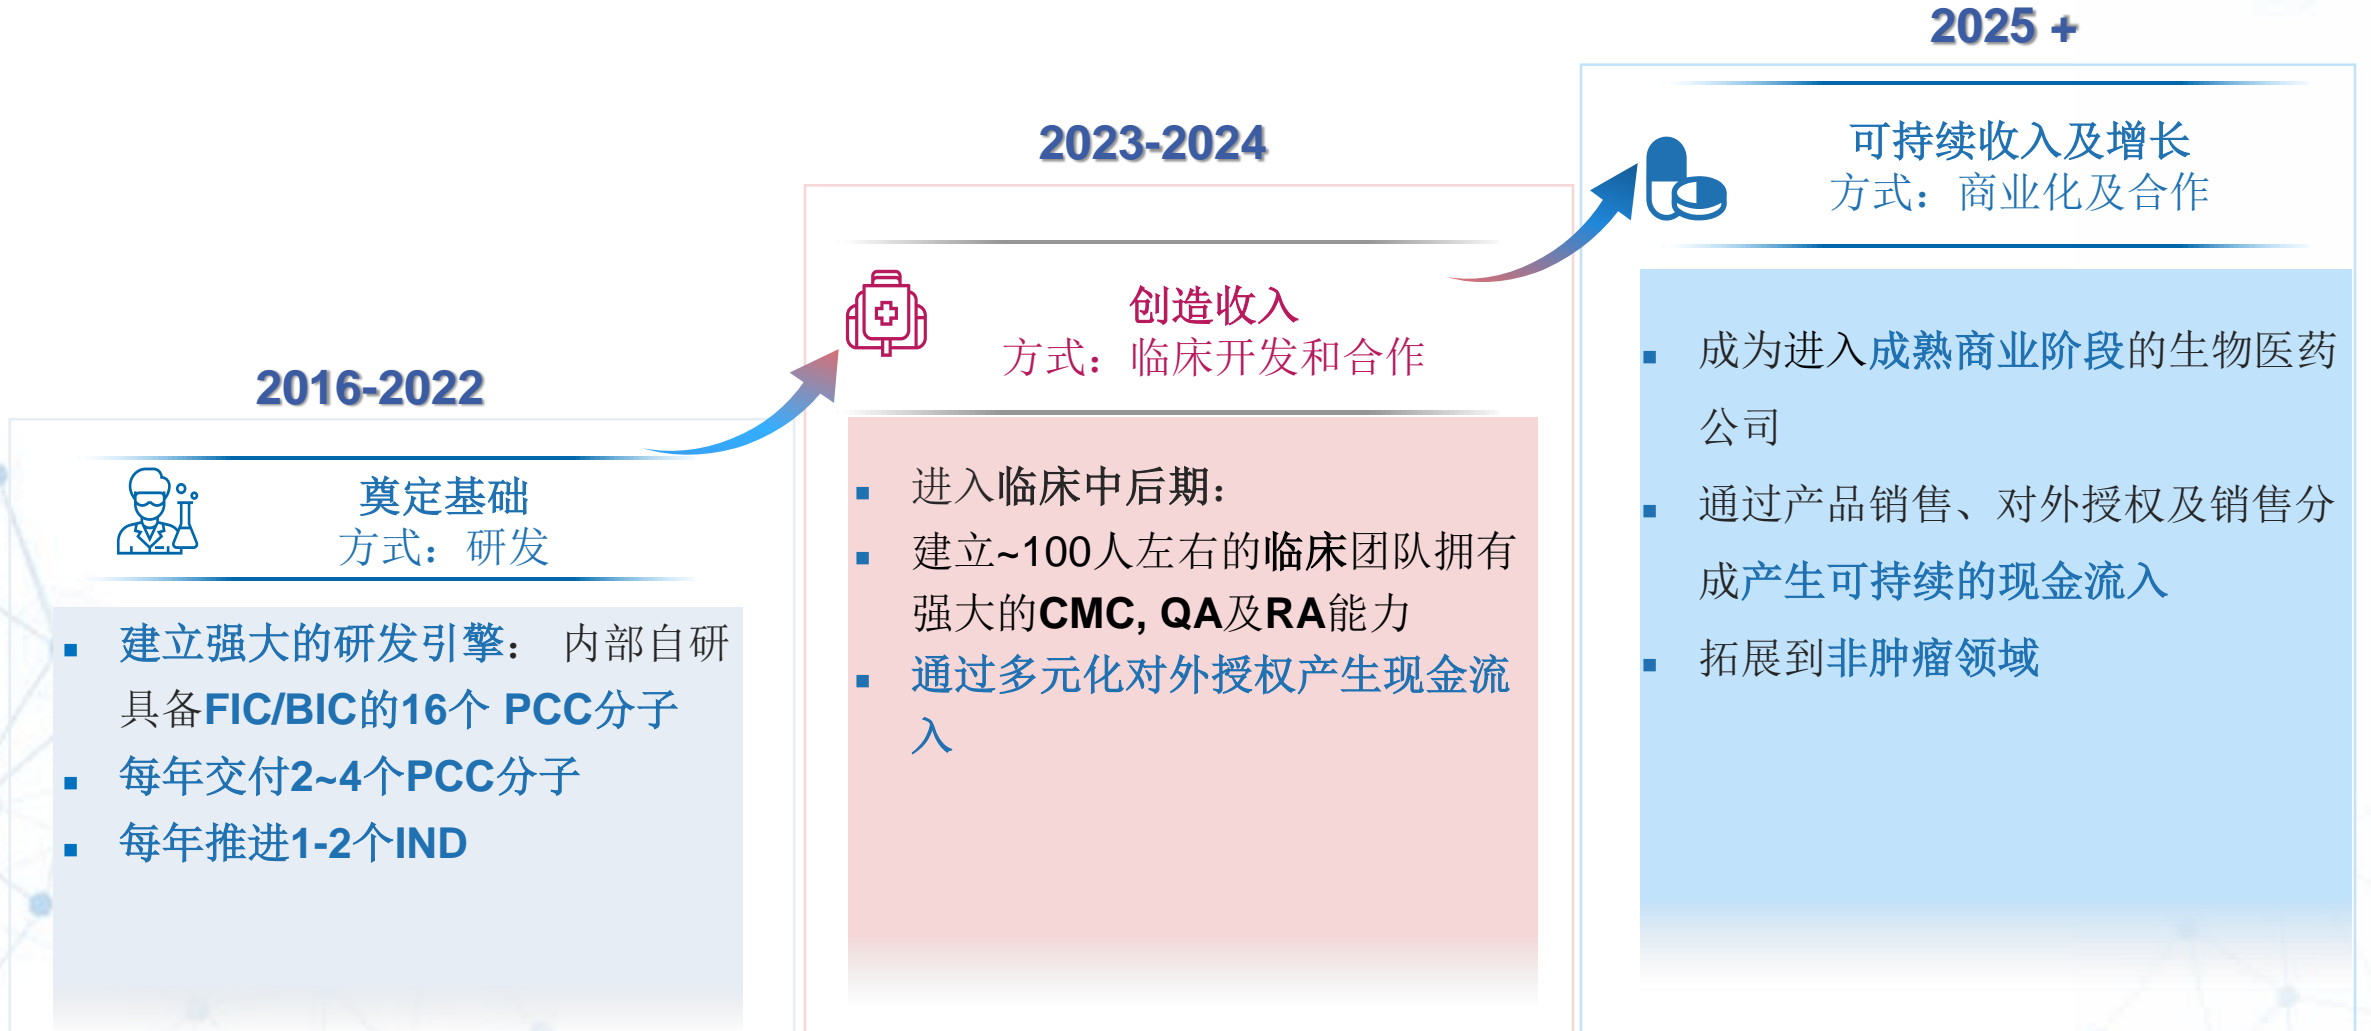 2016-2022
奠定基础
方式：研发
建立强大的研发引擎： 内部自研
具备FIC/BIC的16个 PCC分子
每年交付2~4个PCC分子
每年推进1-2个IND
2023-2024
创造收入
方式：临床开发和合作
进入临床中后期：
建立~100人左右的临床团队拥有
强大的CMC, QA及RA能力
通过多元化对外授权产生现金流
入
2025 +
可持续收入及增长
方式：商业化及合作
成为进入成熟商业阶段的生物医药
公司
通过产品销售、对外授权及销售分
成产生可持续的现金流入
拓展到非肿瘤领域